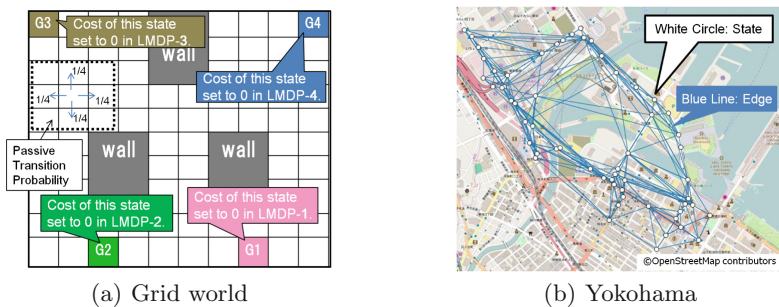 G3
Cost of this state
set to 0 in LMDP-3.
wall
G4
Cost of this state
set to 0 in LMDP-4.
1/4
1/4
1/4
1/4
Passive
Transition
Probability
wall
wall
Cost of this state
set to 0 in LMDP-2.
Cost of this state
set to 0 in LMDP-1.
G2
G1
(a) Grid world
White Circle: State
Blue Line: Edge
©OpenStreetMap contributors
(b) Yokohama